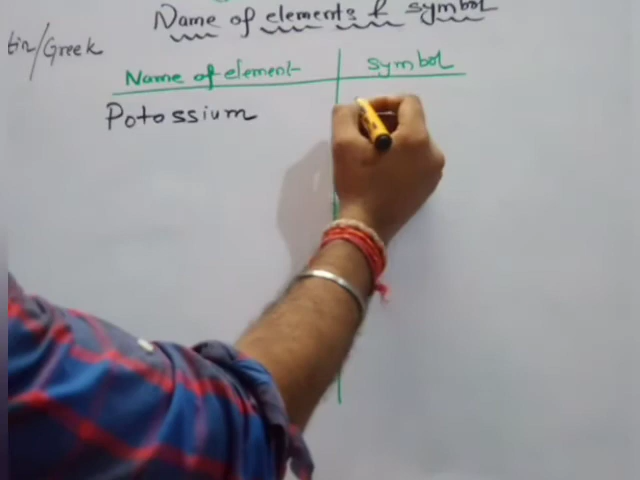 Name of elements & symbol
tin/Greek
Name of element symbol
Potossium